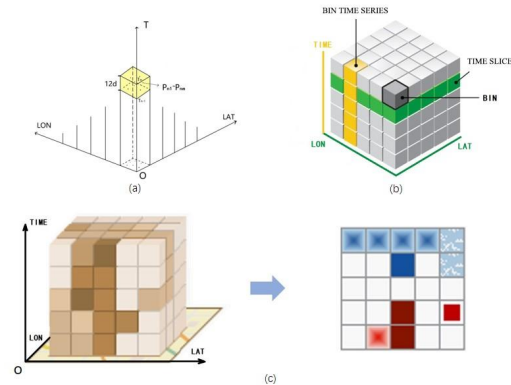 T
12d
LON
LAT
O
(a)
BIN TIME SERIES
TIME
TIME SLICE
BIN
LON
LAT
(b)
TIME
LON
O
LAT
(c)